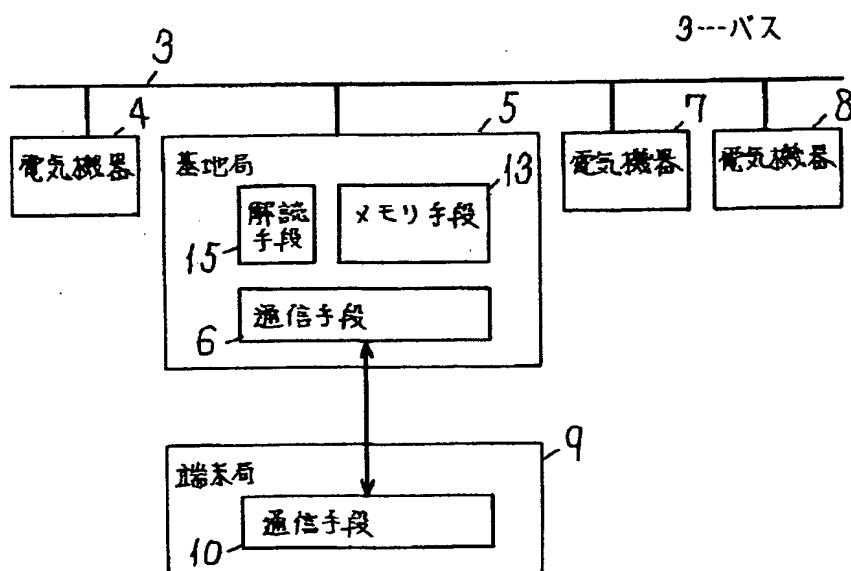 3---バス
3
4
電気機器
5
7
電気機器
8
電気機器
基地局
13
解読
手段
メモリ手段
15
通信手段
6
9
端末局
通信手段
10